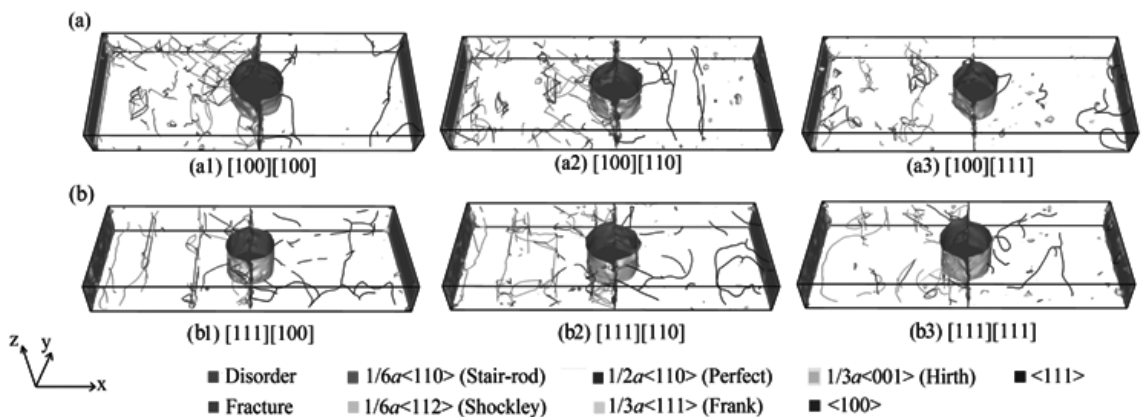 (a)
(a1) [100][100]
(a2) [100][110]
(a3) [100][111]
(b)
(b1) [111][100]
(b2) [111][110]
(b3) [111][111]
z
y
x
Disorder
1/6a<110> (Stair-rod)
1/2a<110> (Perfect)
1/3a<001> (Hirth)
<111>
Fracture
1/6a<112> (Shockley)
1/3a<111> (Frank)
<100>